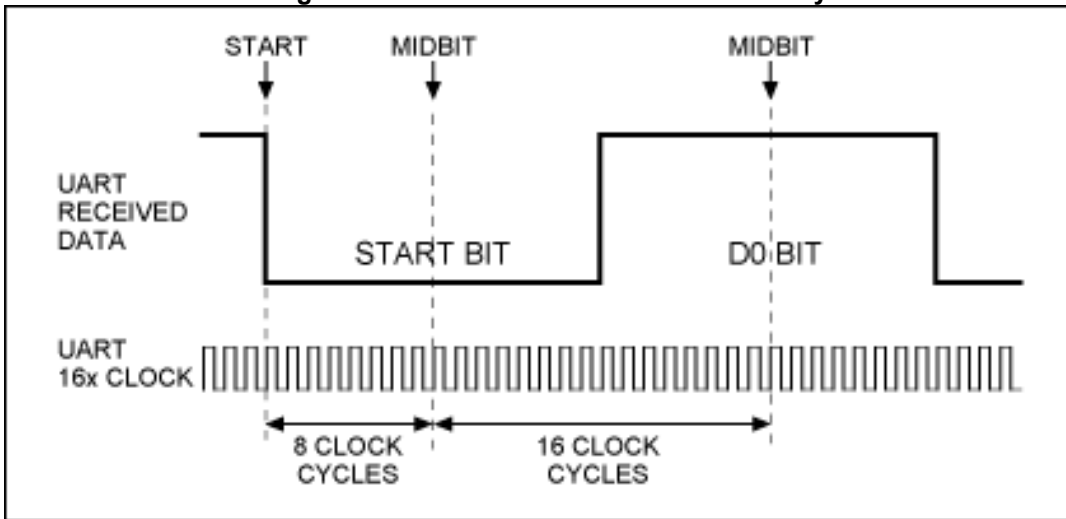 START
MIDBIT
MIDBIT
UART
RECEIVED
DATA
START BIT
D0 BIT
UART
16x CLOCK
8 CLOCK
CYCLES
16 CLOCK
CYCLES